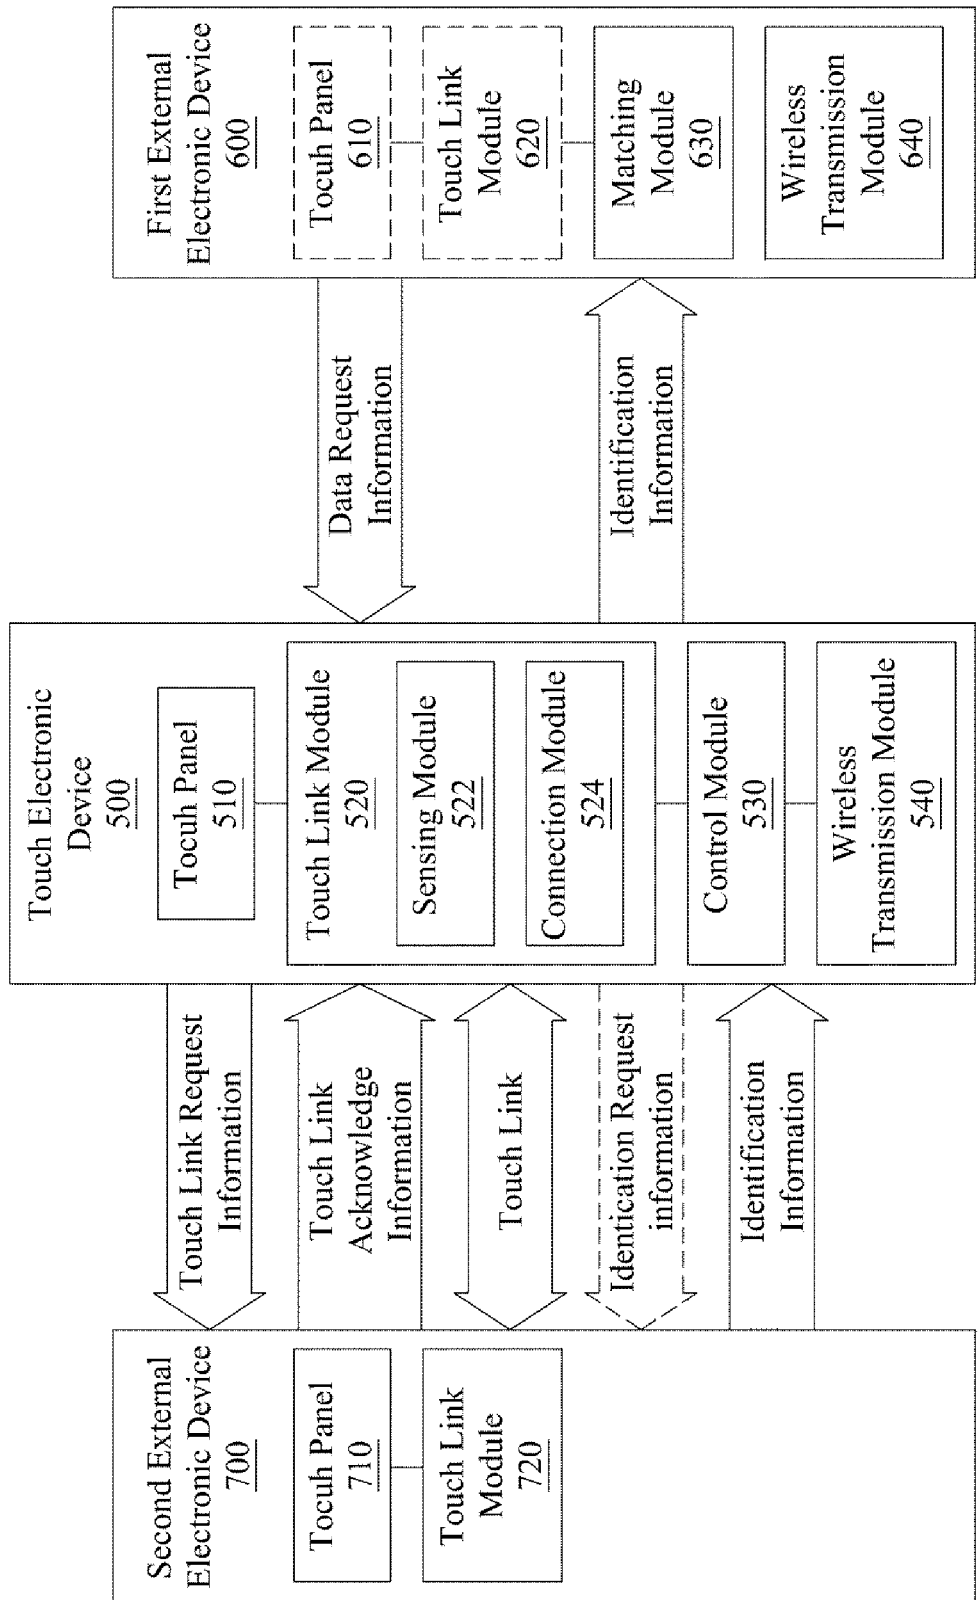 Second External
Electronic Device
700
Tocuh Panel
710
Touch Link
Module
720
Touch Link Request
Information
Touch Link
Acknowledge
Information
Touch Link
Identication Request
information
Identification
Information
Touch Electronic
Device
500
Tocuh Panel
510
Touch Link Module
520
Sensing Module
522
Connection Module
524
Control Module
530
Wireless
Transmission Module
540
Data Request
Information
Identification
Information
First External
Electronic Device
600
Tocuh Panel
610
Touch Link
Module
620
Matching
Module
630
Wireless
Transmission
Module
640